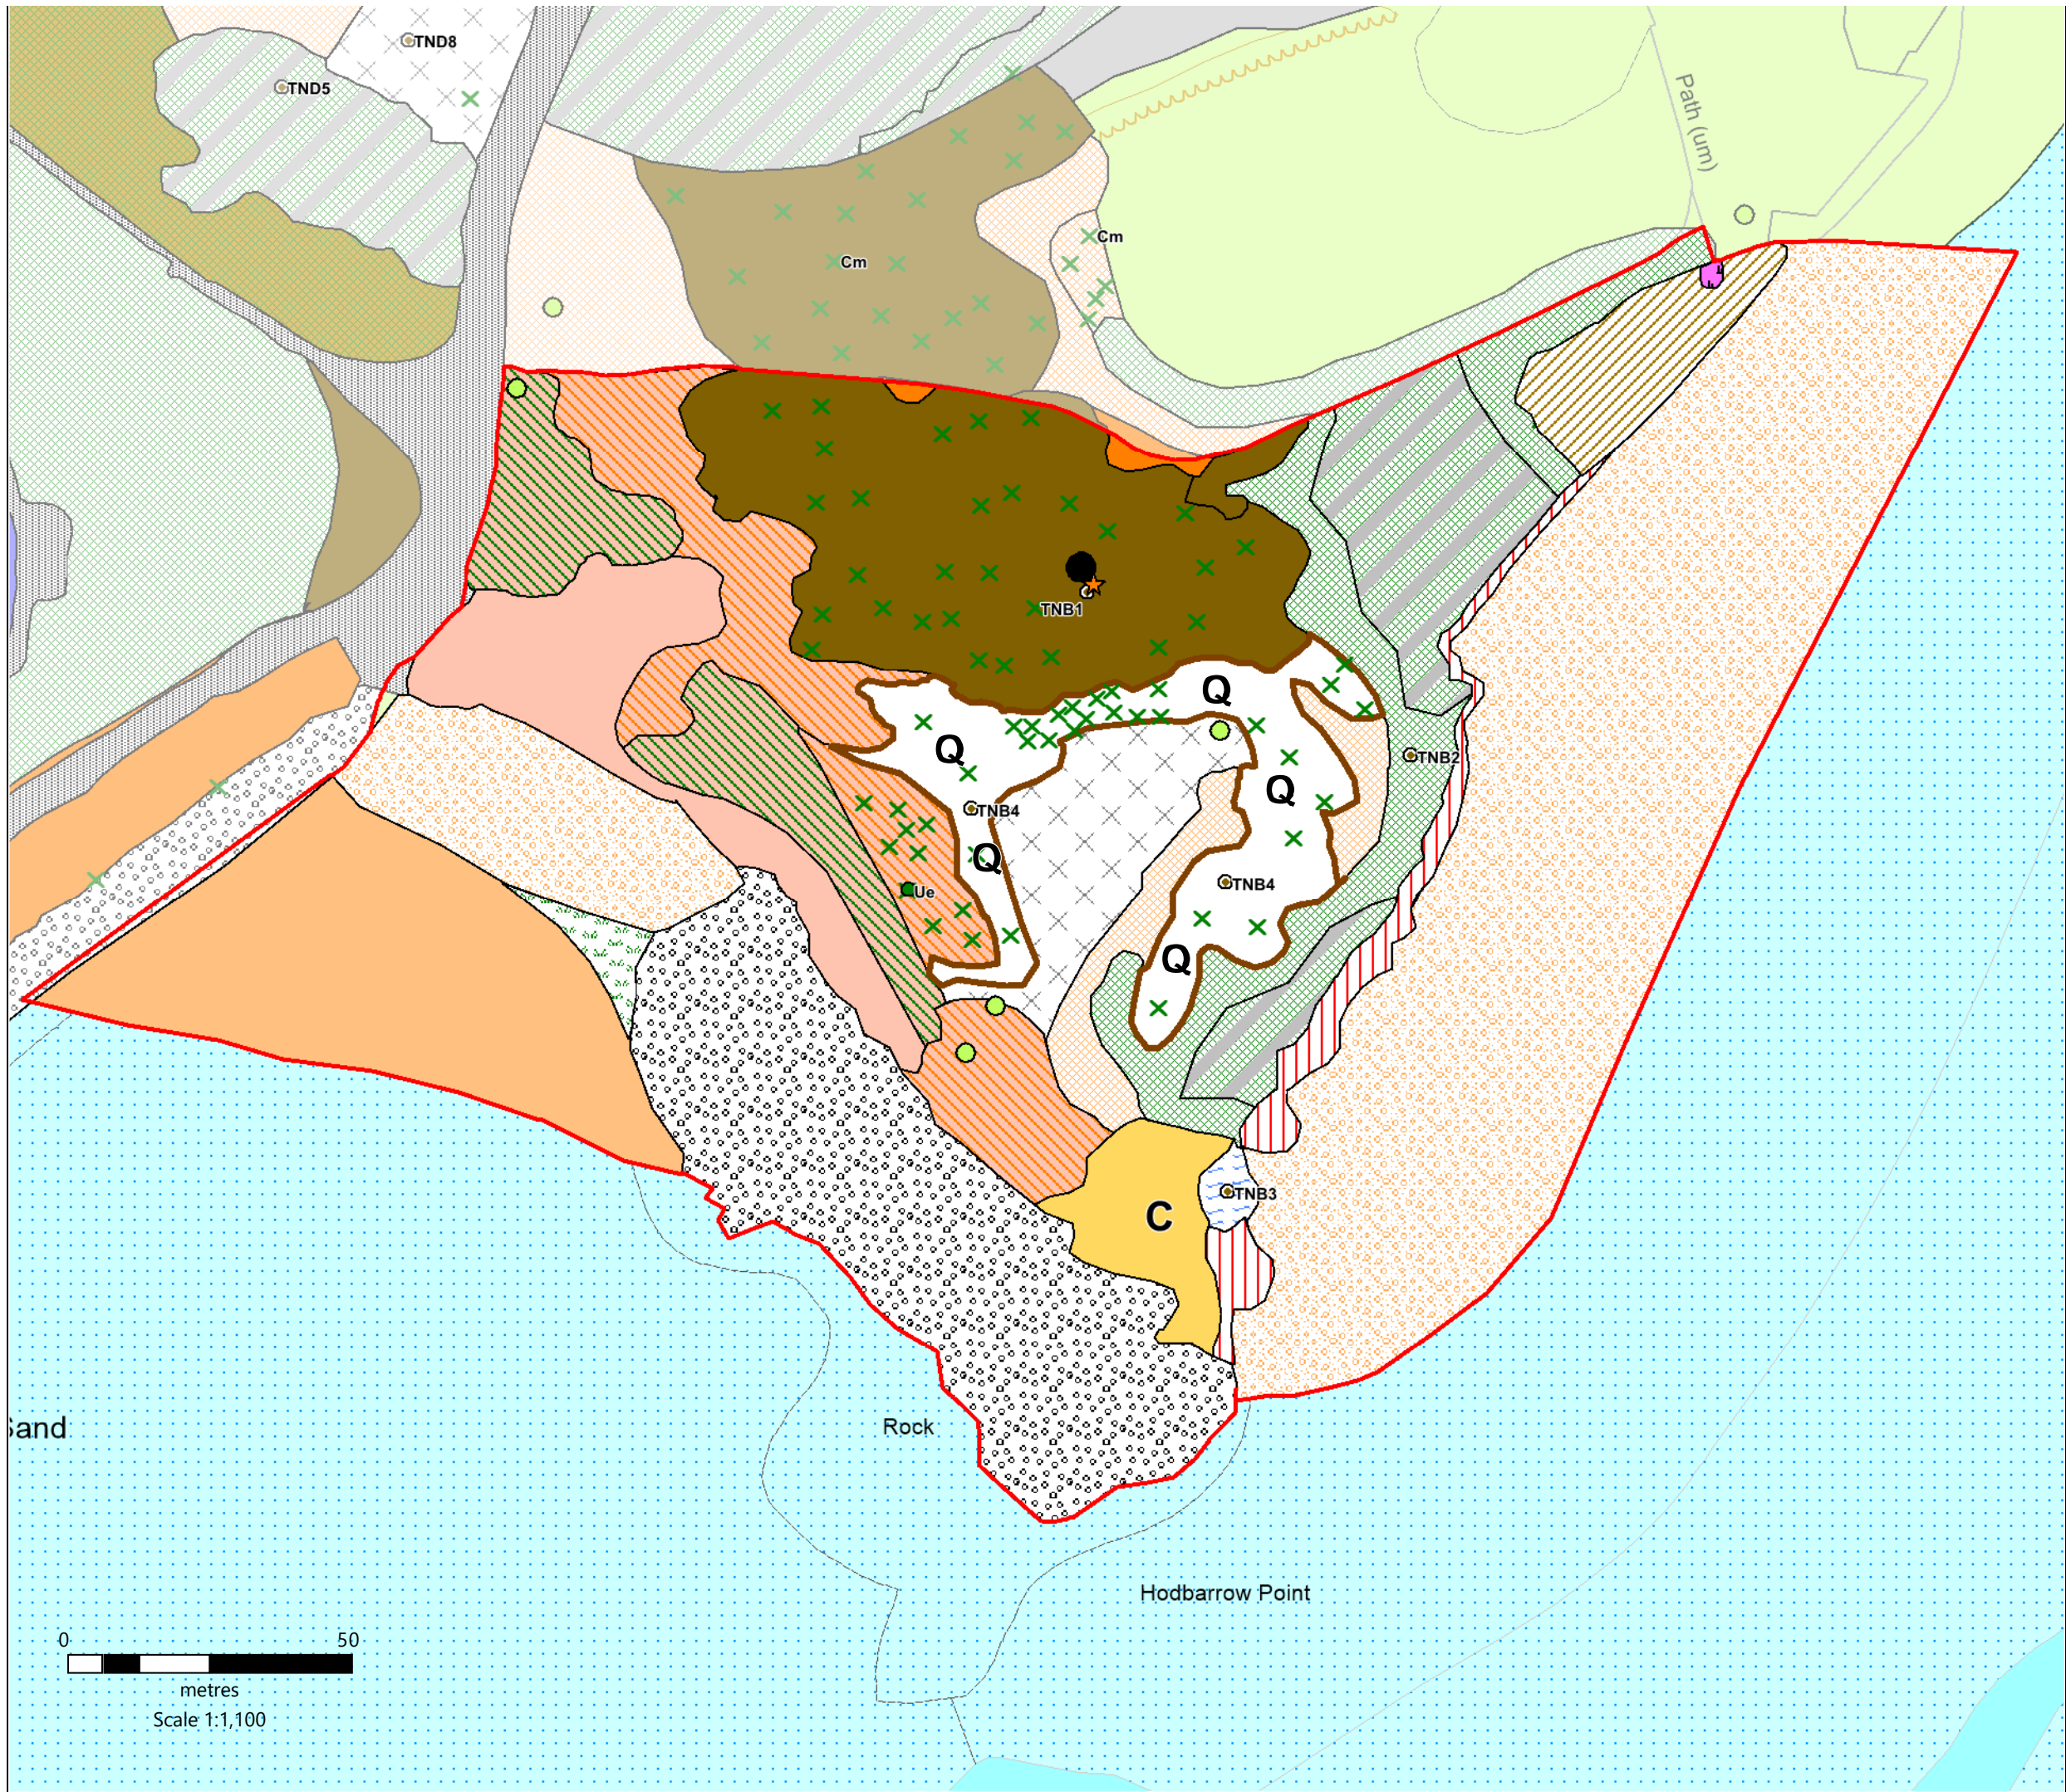 TND8
TND5
Path (um)
Cm
Cm
TNB1
Q
Q
TNB2
Q
TNB4
Q
TNB4
Ue
Q
TNB3
C
Rock
Hodbarrow Point
0 50
metres
Scale 1:1,100